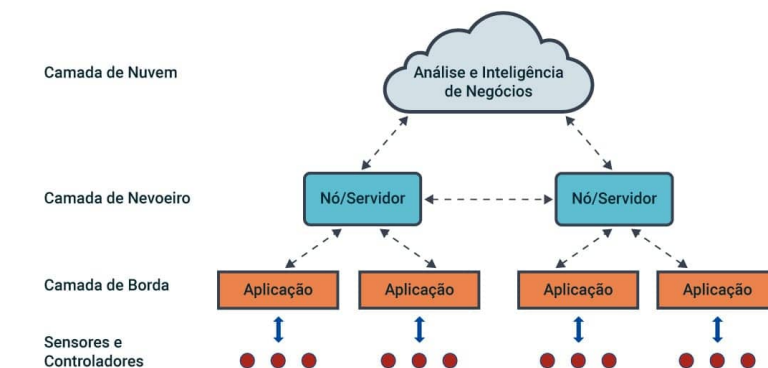 Camada de Nuvem
Análise e Inteligência
de Negócios
Camada de Nevoeiro
Nó/Servidor
Nó/Servidor
Camada de Borda
Aplicação
Aplicação
Aplicação
Aplicação
Sensores e
Controladores